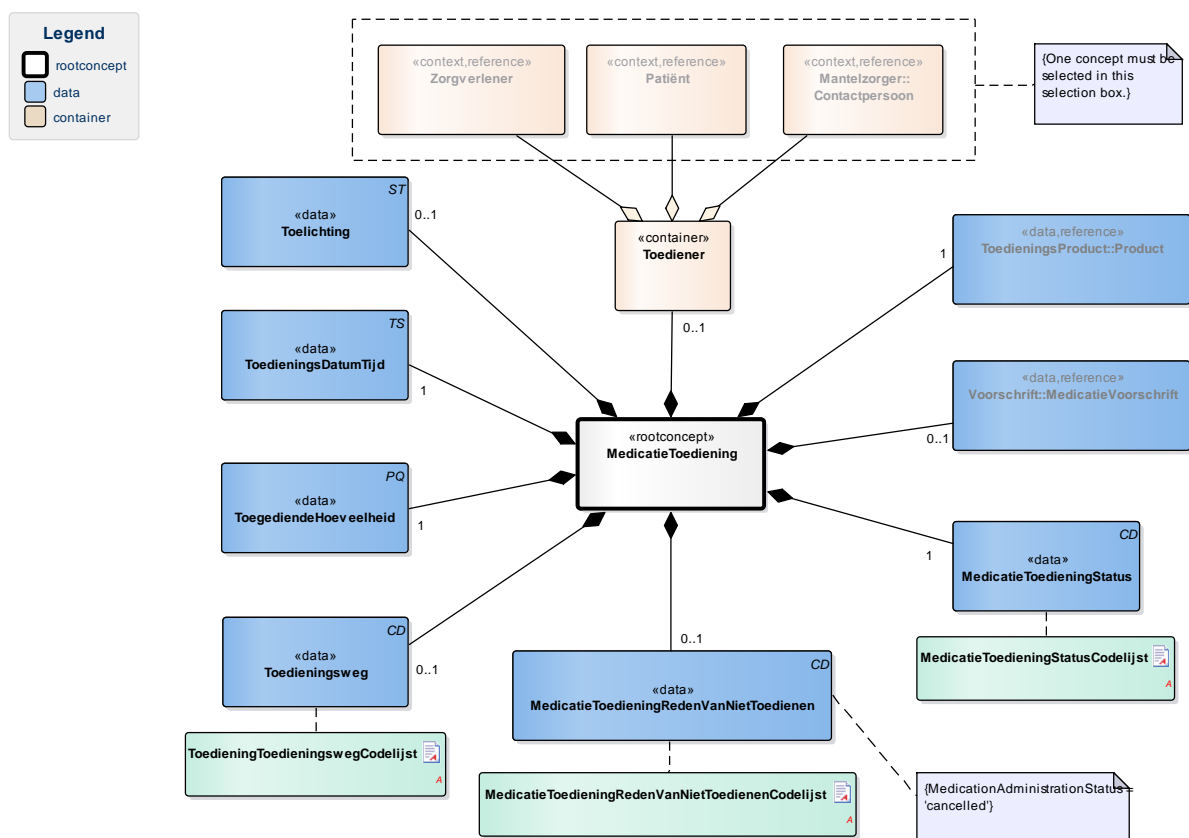 Legend
rootconcept
data
container
«context,reference»
Zorgverlener
«context,reference»
Patiënt
«context,reference»
Mantelzorger::
Contactpersoon
{One concept must be
selected in this
selection box.}
ST
«data»
Toelichting
0..1
«container»
Toediener
0..1
«data,reference»
ToedieningsProduct::Product
1
TS
«data»
ToedieningsDatumTijd
1
«data,reference»
Voorschrift::MedicatieVoorschrift
0..1
«rootconcept»
MedicatieToediening
PQ
«data»
ToegediendeHoeveelheid
1
CD
«data»
MedicatieToedieningStatus
1
MedicatieToedieningStatusCodelijst
A
CD
«data»
Toedieningsweg
0..1
ToedieningToedieningswegCodelijst
A
0..1
CD
«data»
MedicatieToedieningRedenVanNietToedienen
MedicatieToedieningRedenVanNietToedienenCodelijst
A
{MedicationAdministrationStatus =
'cancelled'}